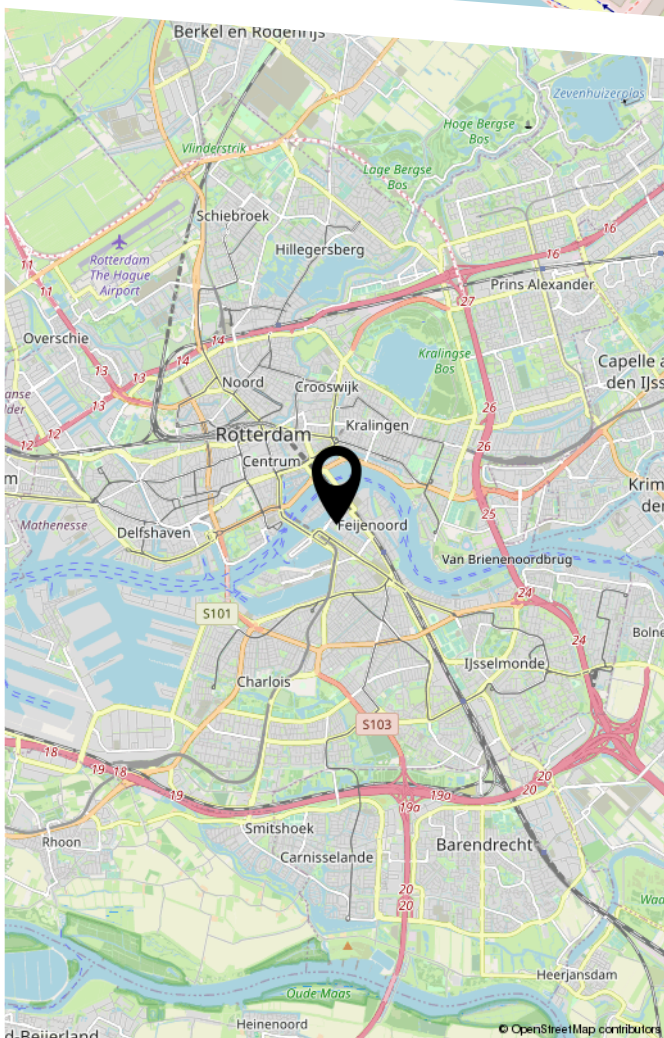 Berkel en Rodenrijs
Zevenhuizerplas
Hoge Bergse
Bos
Vlinderstrik
Lage Bergse
Bos
Schiebroek
16
16
Hillegersberg
Rotterdam
The Hague
Airport
11
11
Prins Alexander
27
Overschie
14
14
Kralingse
Bos
13
13
13
Capelle a
den IJss
Noord
Crooswijk
26
12
12
Kralingen
Rotterdam
26
Centrum
Krim
de
25
Mathenesse
Delfshaven
Feijenoord
Van Brienenoordbrug
24
S101
24
Bolne
IJsselmonde
Charlois
S103
18
19
18
19
19a
19a
20
20
Smitshoek
Rhoon
Carnisselande
Barendrecht
20
20
Waa
Heerjansdam
Oude Maas
Heinenoord
d-Beijerland
© OpenStreetMap contributors